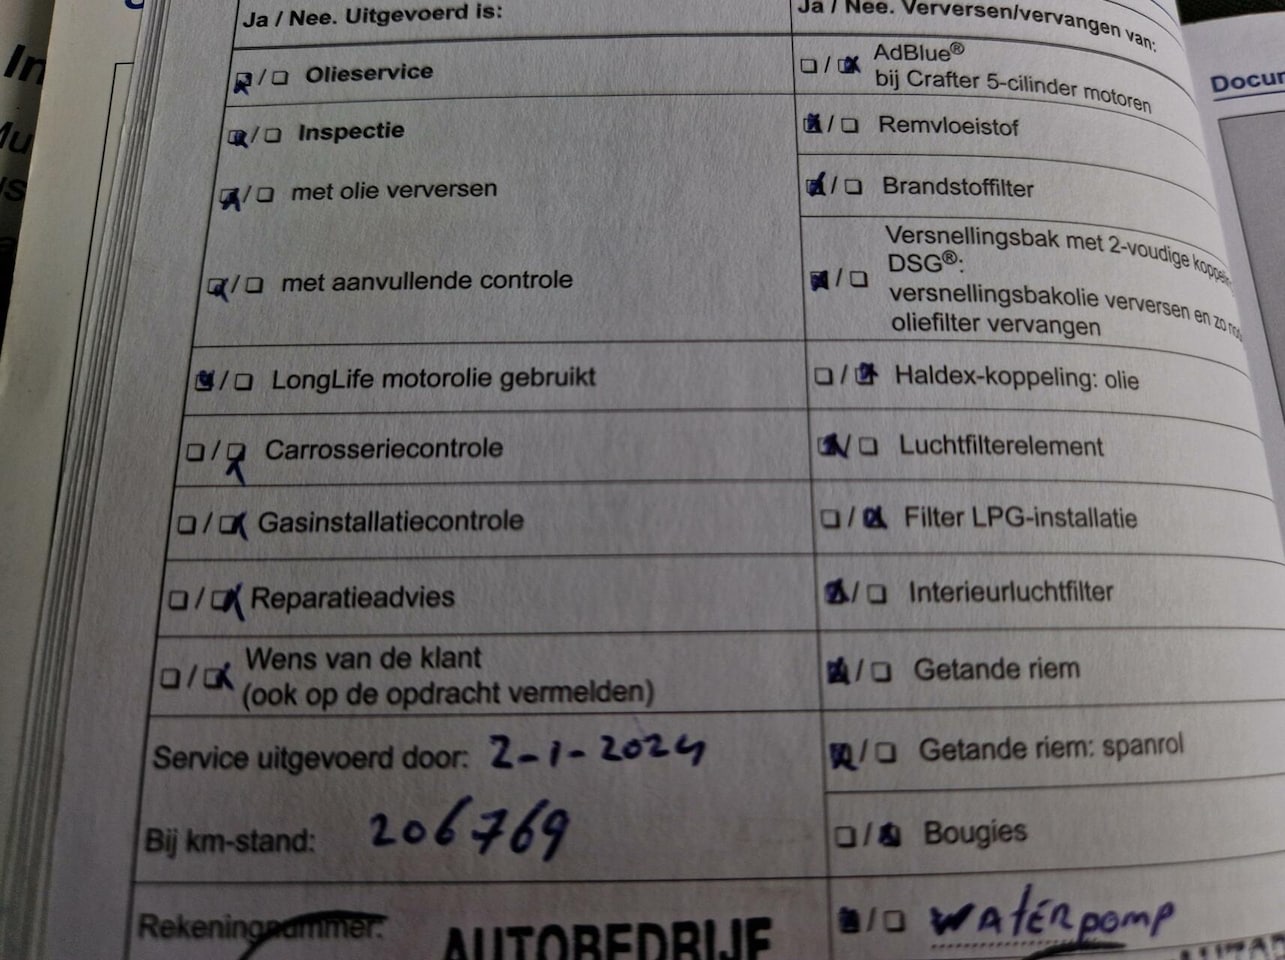 Ja / Nee. Uitgevoerd is:
Olieservice
Inspectie
met olie verversen
met aanvullende controle
LongLife motorolie gebruikt
Carrosseriecontrole
Gasinstallatiecontrole
Reparatieadvies
Wens van de klant
(ook op de opdracht vermelden)
Service uitgevoerd door: 2-1-2024
Bij km-stand: 206769
Rekeningnummer:
AUTOBEDRIJF
Ja / Nee. Verversen/vervangen van:
AdBlue®
bij Crafter 5-cilinder motoren
Remvloeistof
Brandstoffilter
Versnellingsbak met 2-voudige
DSG®:
versnellingsbakolie verversen en zo
oliefilter vervangen
Haldex-koppeling: olie
Luchtfilterelement
Filter LPG-installatie
Interieurluchtfilter
Getande riem
Getande riem: spanrol
Bougies
Waterpomp